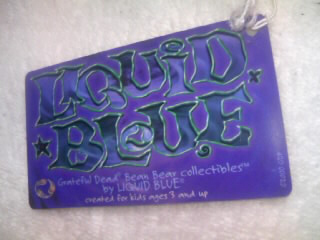 LIQUID
BLUE
Grateful Dead® Bean Bear collectibles™
by LIQUID BLUE®
created for kids ages 3 and up